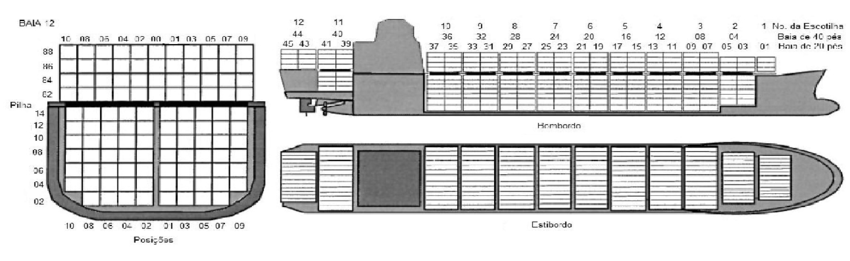 BAIA 12
10 08 06 04 02 00 01 03 05 07 09
88
86
84
82
Pilha
14
12
10
08
06
04
02
10 08 06 04 02 00 01 03 05 07 09
Posições
12 11
44 40
45 43 41 39
10 9 8 7 6 5 4 3 2 1 No. da Escotilha
36 32 28 24 20 16 12 08 04 Baia de 40 pés
37 35 33 31 29 27 25 23 21 19 17 15 13 11 09 07 05 03 01 Baia de 20 pés
Bombordo
Estibordo